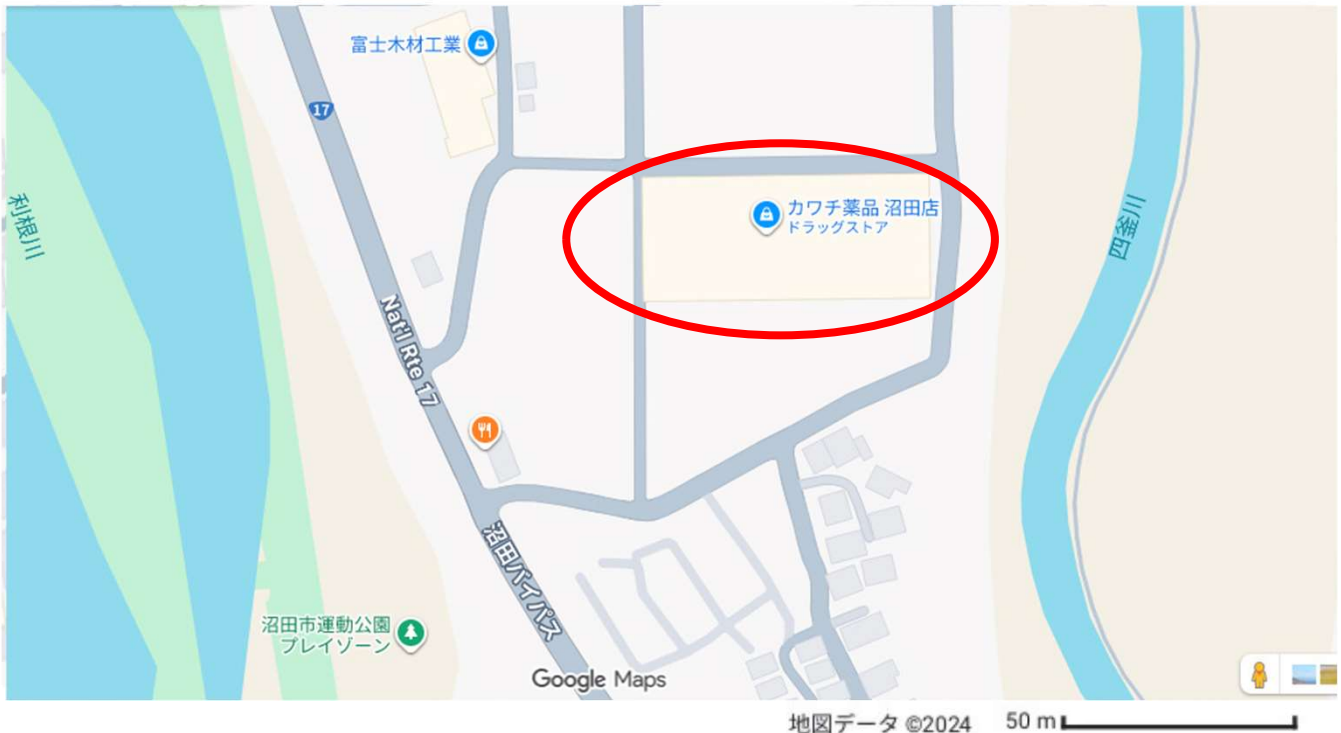 富士木材工業
17
利根川
カワチ薬品 沼田店
ドラッグストア
四釜川
Nat'l Rte 17
沼田バイパス
沼田市運動公園
プレイゾーン
Google Maps
地図データ ©2024 50 m